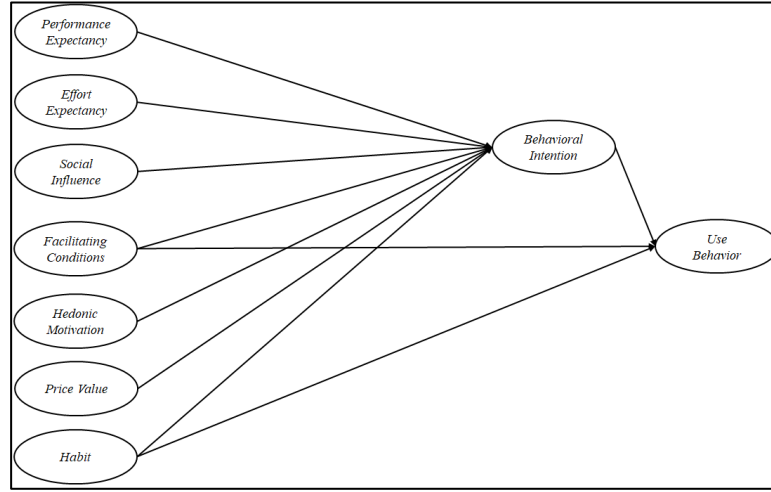 Performance
Expectancy
Effort
Expectancy
Social
Influence
Facilitating
Conditions
Hedonic
Motivation
Price Value
Habit
Behavioral
Intention
Use
Behavior